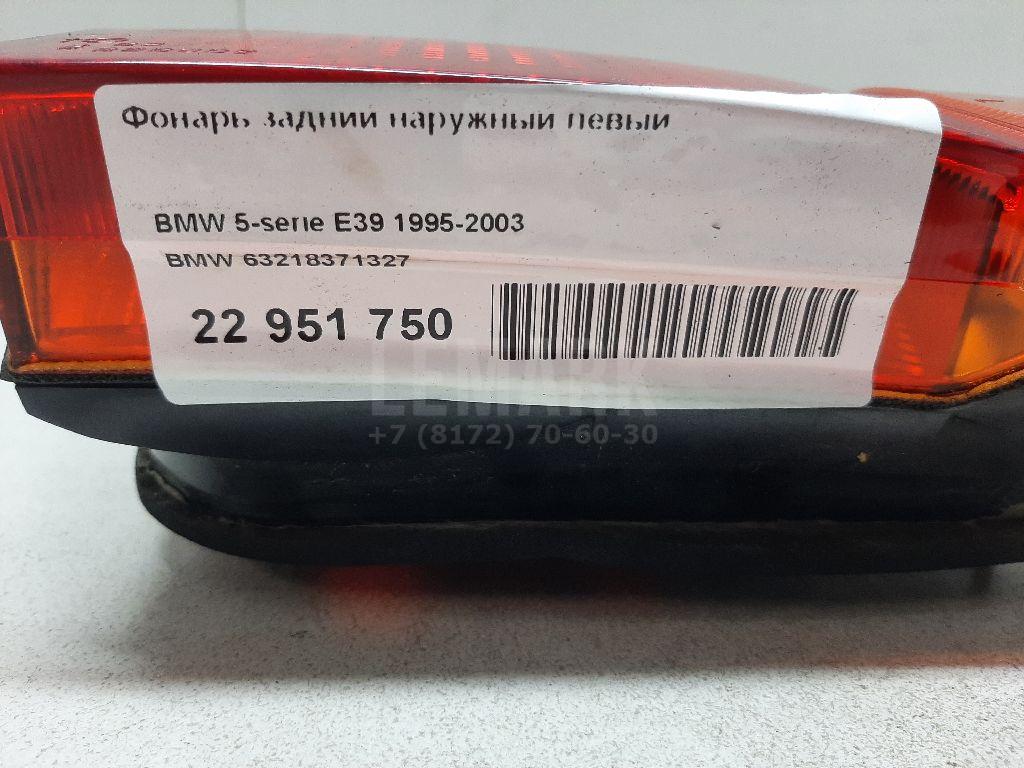 Фонарь задний наружный левый
BMW 5-serie E39 1995-2003
BMW 63218371327
22 951 750
LEMARK
+7 (8172) 70-60-30